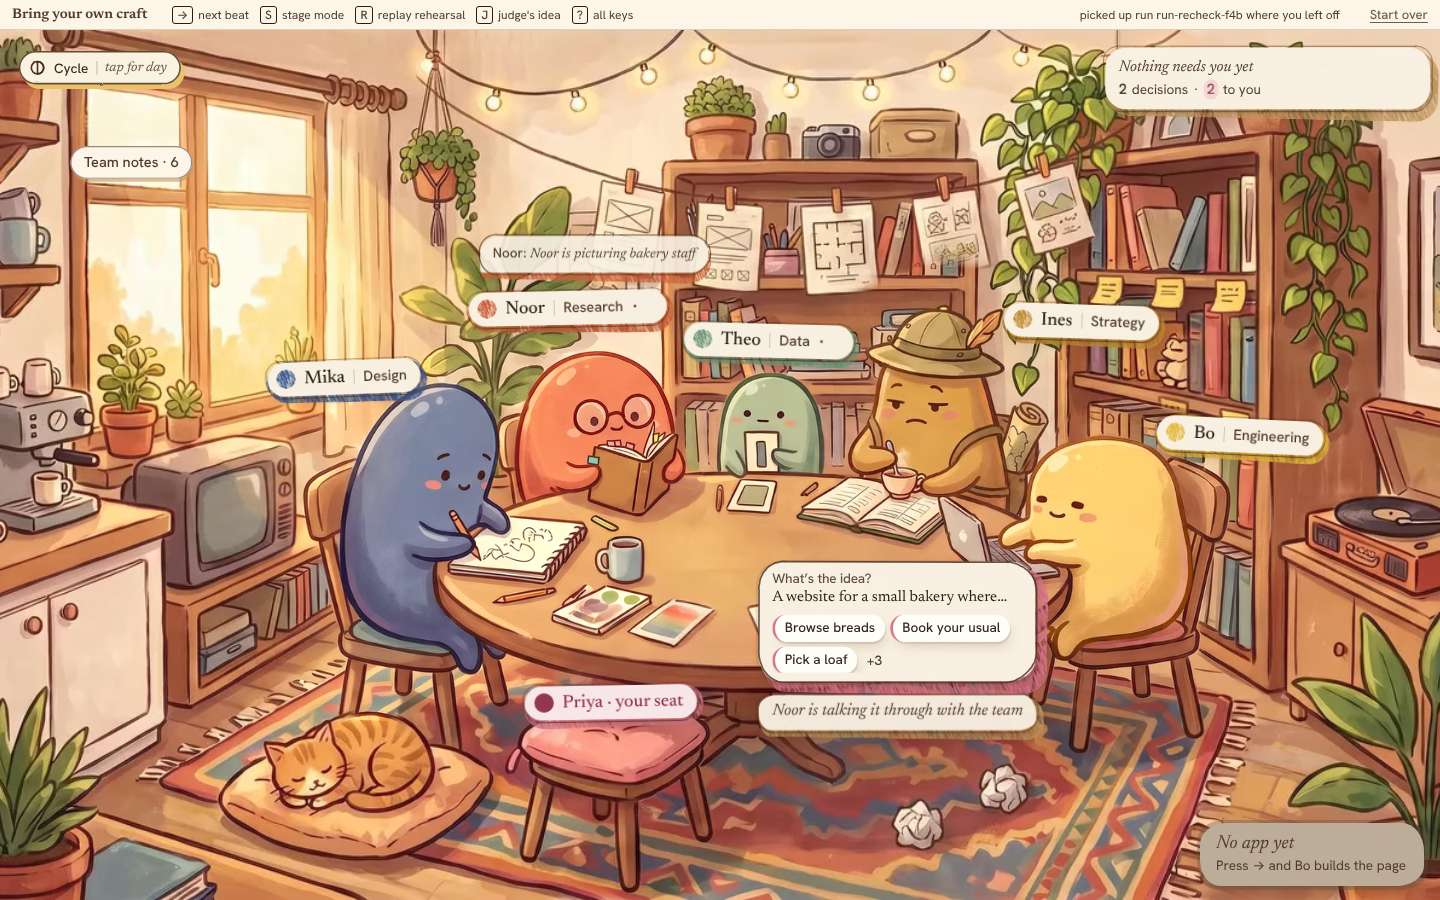 Bring your own craft
→ next beat S stage mode R replay rehearsal J judge's idea ? all keys
picked up run run-recheck-f4b where you left off Start over
Cycle | tap for day
Nothing needs you yet
2 decisions · 2 to you
Team notes · 6
Noor: Noor is picturing bakery staff
Noor | Research ·
Theo | Data ·
Ines | Strategy
Mika | Design
Bo | Engineering
What's the idea?
A website for a small bakery where…
Browse breads Book your usual
Pick a loaf +3
Priya · your seat
Noor is talking it through with the team
No app yet
Press → and Bo builds the page